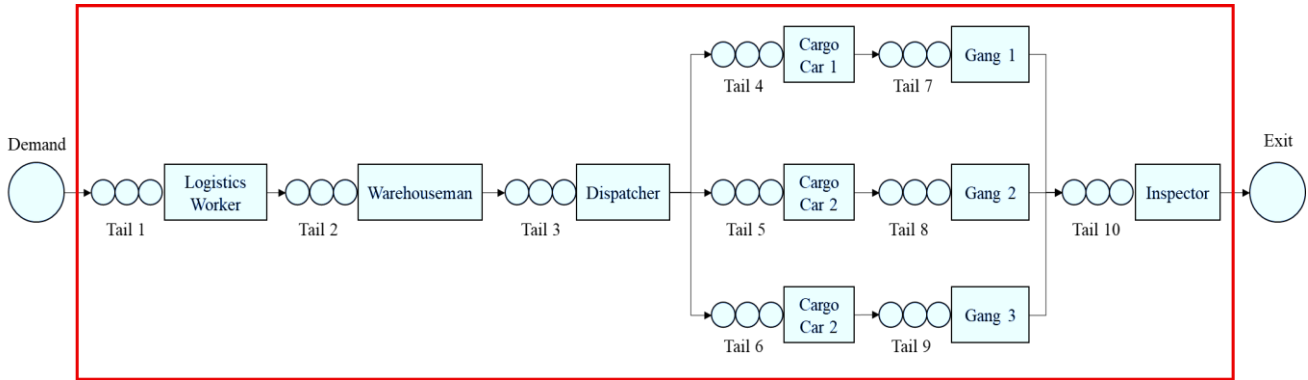 Demand
Logistics
Worker
Tail 1
Warehouseman
Tail 2
Dispatcher
Tail 3
Cargo
Car 1
Tail 4
Gang 1
Tail 7
Cargo
Car 2
Tail 5
Gang 2
Tail 8
Cargo
Car 2
Tail 6
Gang 3
Tail 9
Inspector
Tail 10
Exit